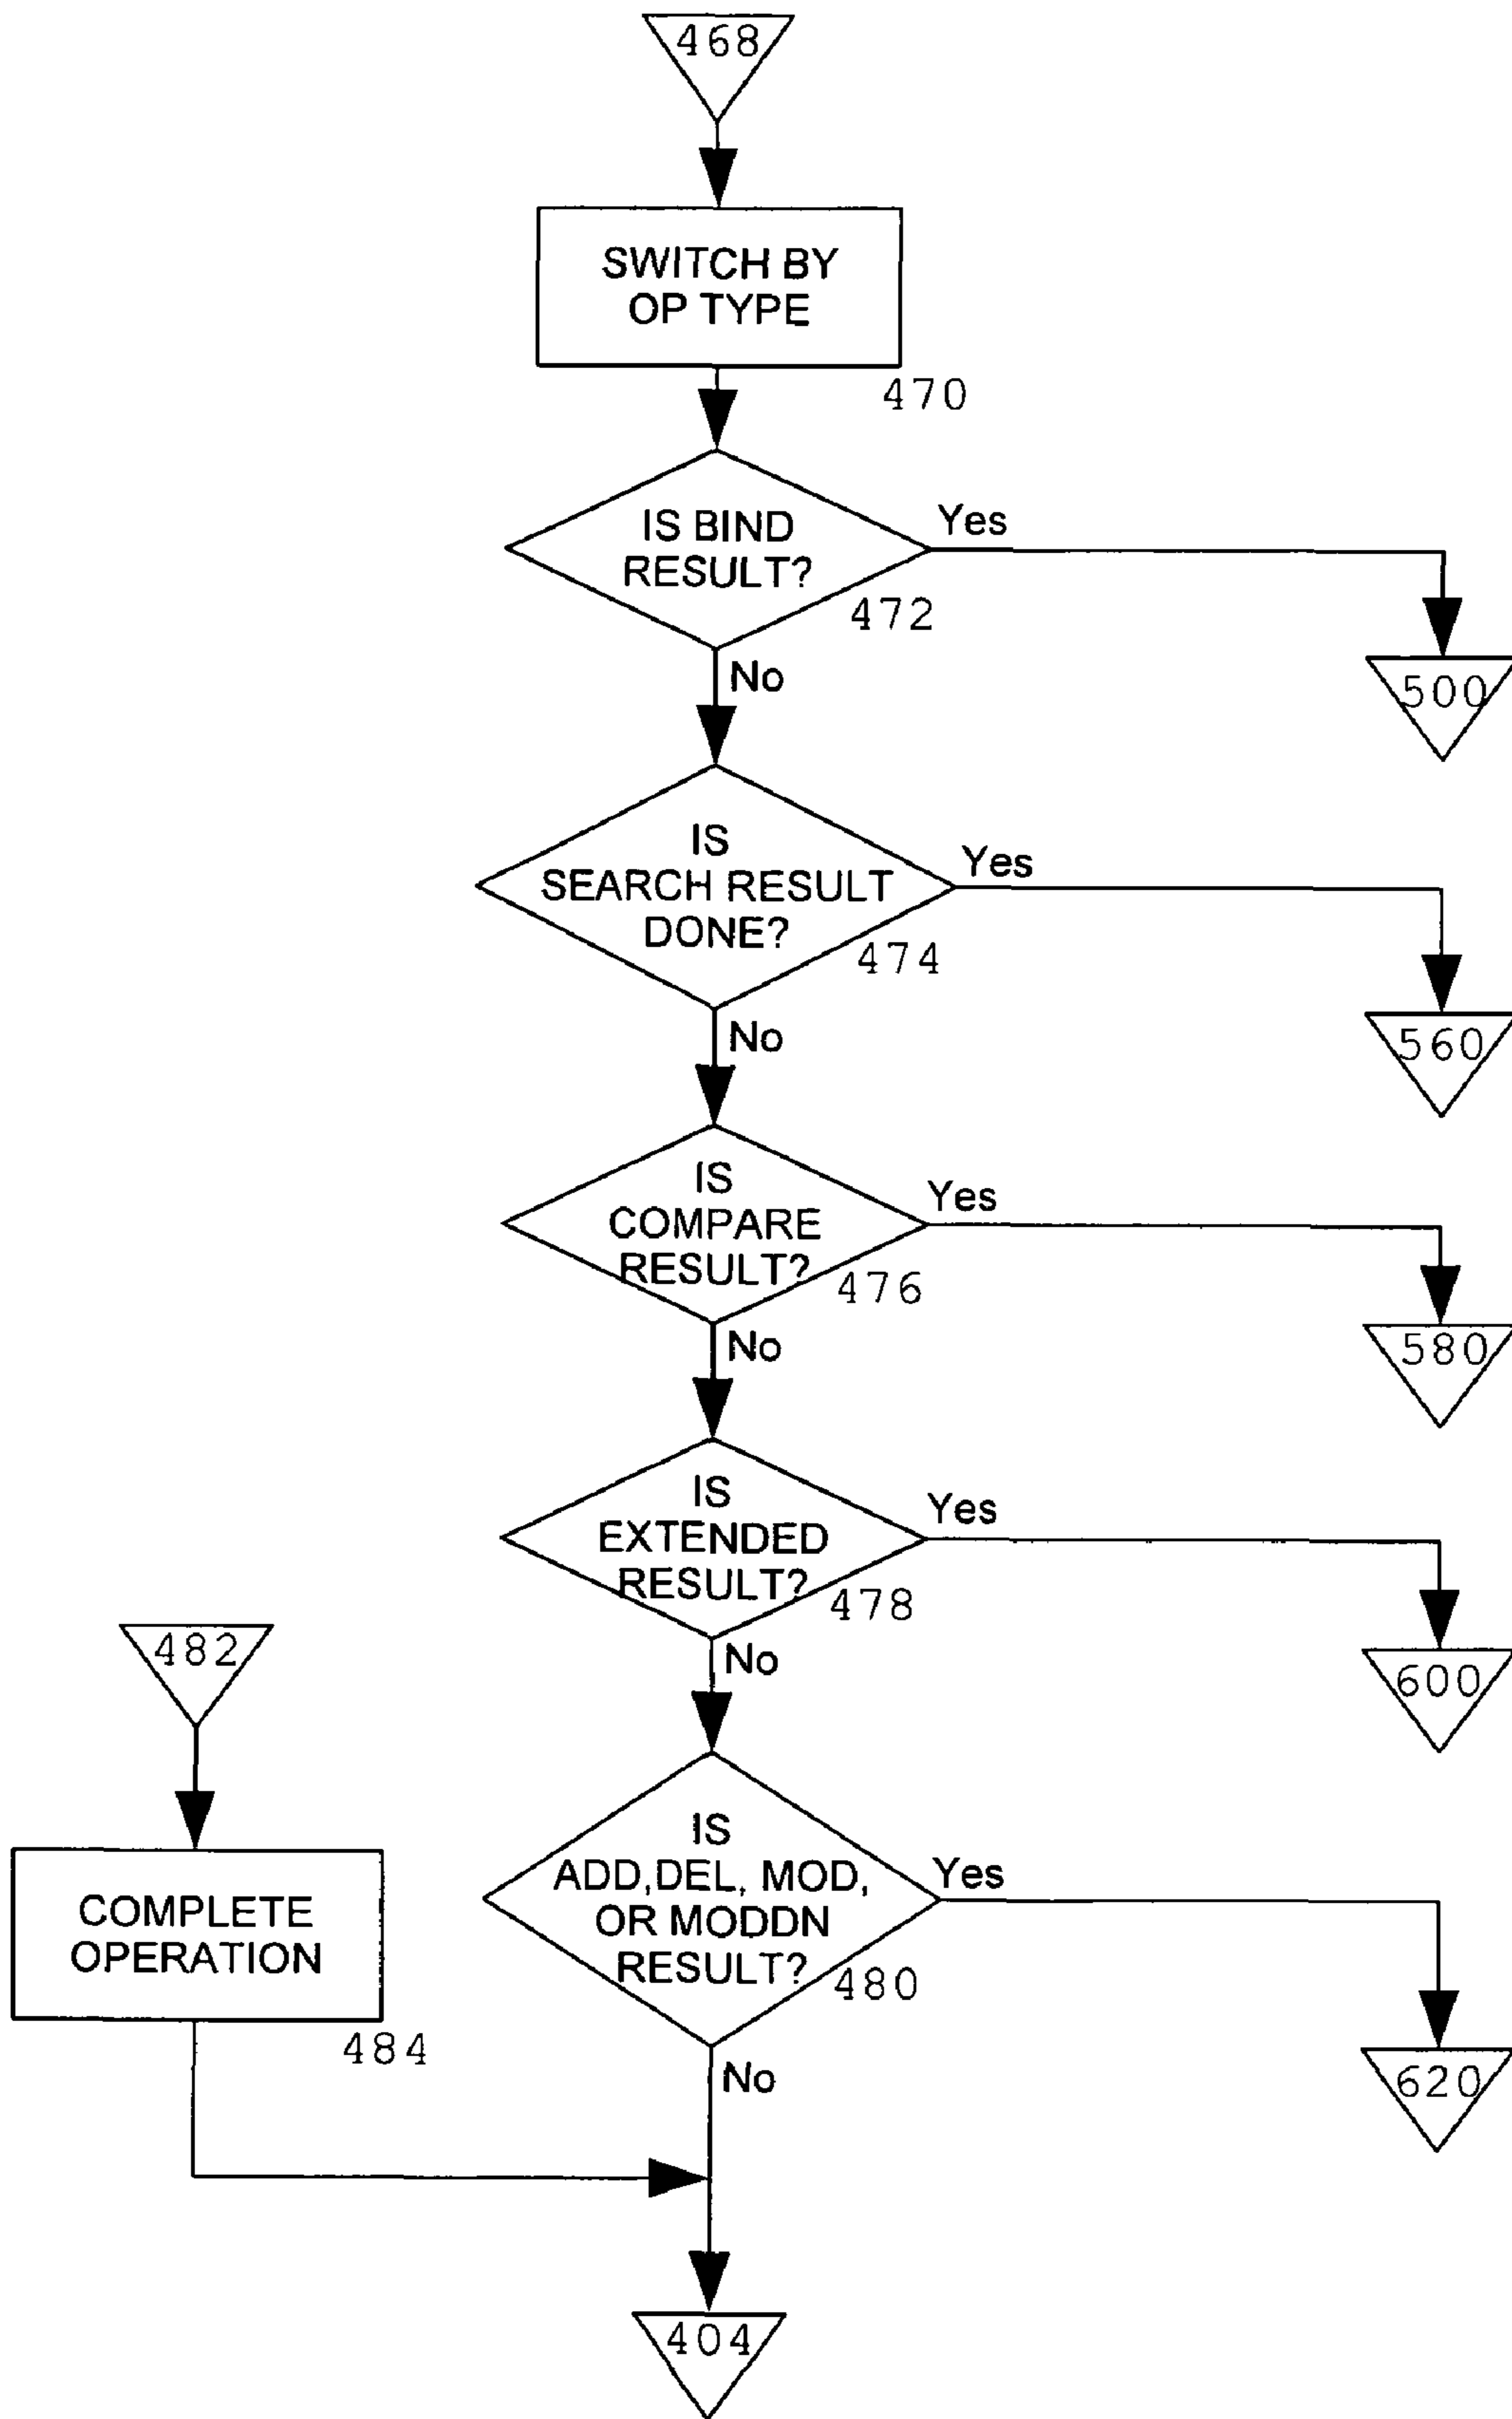 468
SWITCH BY
OP TYPE
470
IS BIND
RESULT?
472
Yes
500
No
IS
SEARCH RESULT
DONE?
474
Yes
560
No
IS
COMPARE
RESULT?
476
Yes
580
No
IS
EXTENDED
RESULT?
478
Yes
600
No
482
COMPLETE
OPERATION
484
IS
ADD,DEL, MOD,
OR MODDN
RESULT?
480
Yes
620
No
404